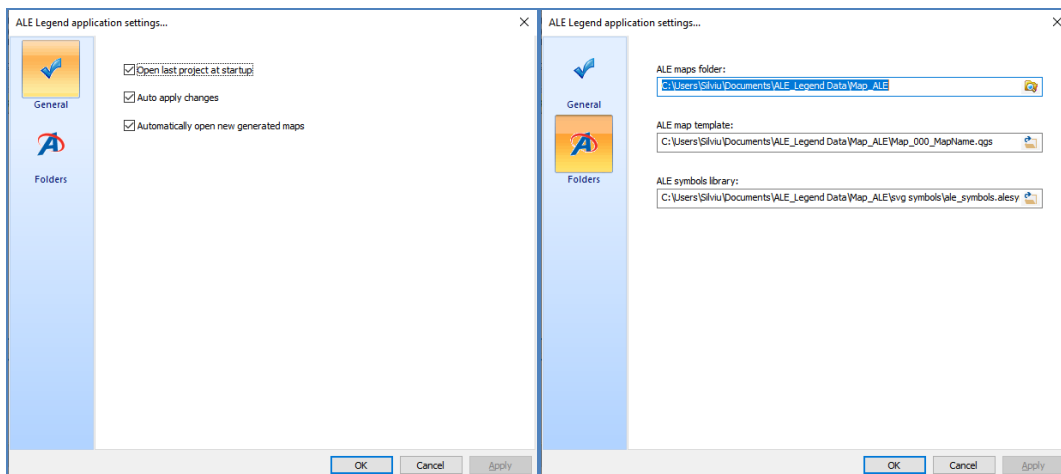 ALE Legend application settings...
General
Folders
Open last project at startup
Auto apply changes
Automatically open new generated maps
OK
Cancel
Apply
ALE Legend application settings...
General
Folders
ALE maps folder:
C:\Users\Silviu\Documents\ALE_Legend Data\Map_ALE
ALE map template:
C:\Users\Silviu\Documents\ALE_Legend Data\Map_ALE\Map_000_MapName.qgs
ALE symbols library:
C:\Users\Silviu\Documents\ALE_Legend Data\Map_ALE\svg symbols\ale_symbols.alesy
OK
Cancel
Apply